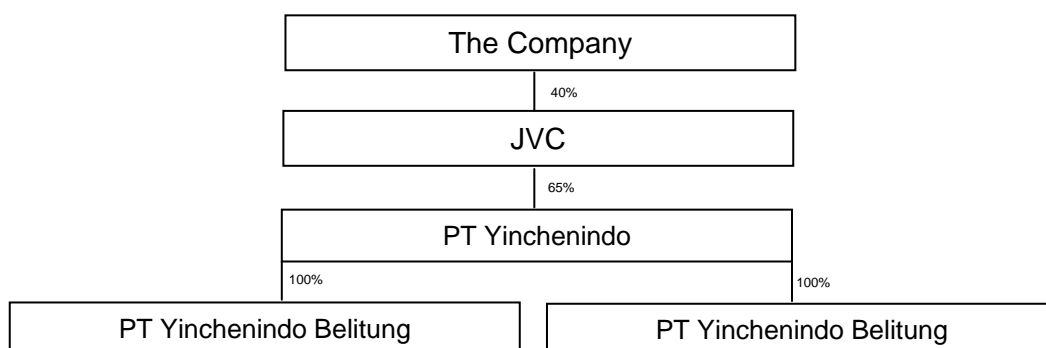 The Company
40%
JVC
65%
PT Yinchenindo
100%
100%
PT Yinchenindo Belitung
PT Yinchenindo Belitung